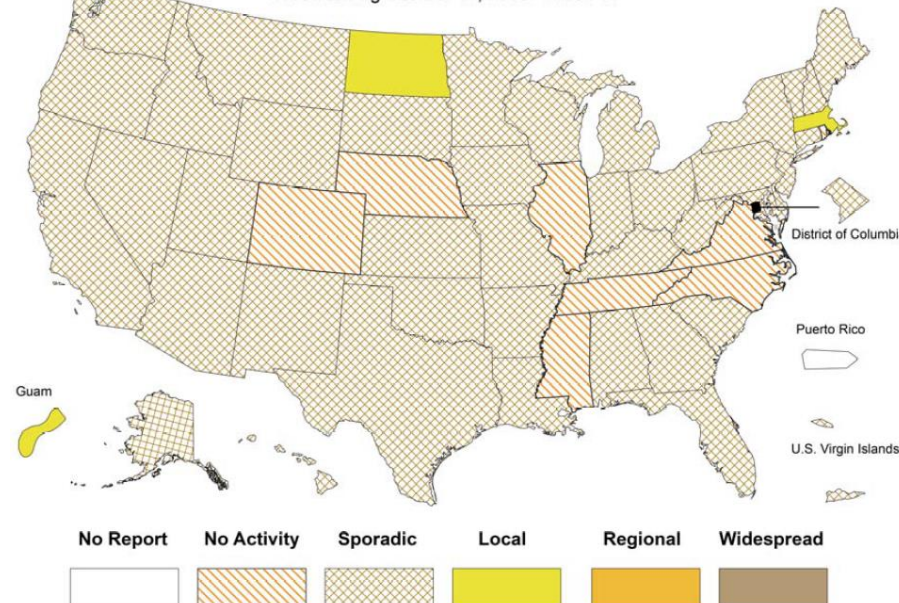 District of Columbi
Puerto Rico
Guam
U.S. Virgin Islands
No Report No Activity Sporadic Local Regional Widespread